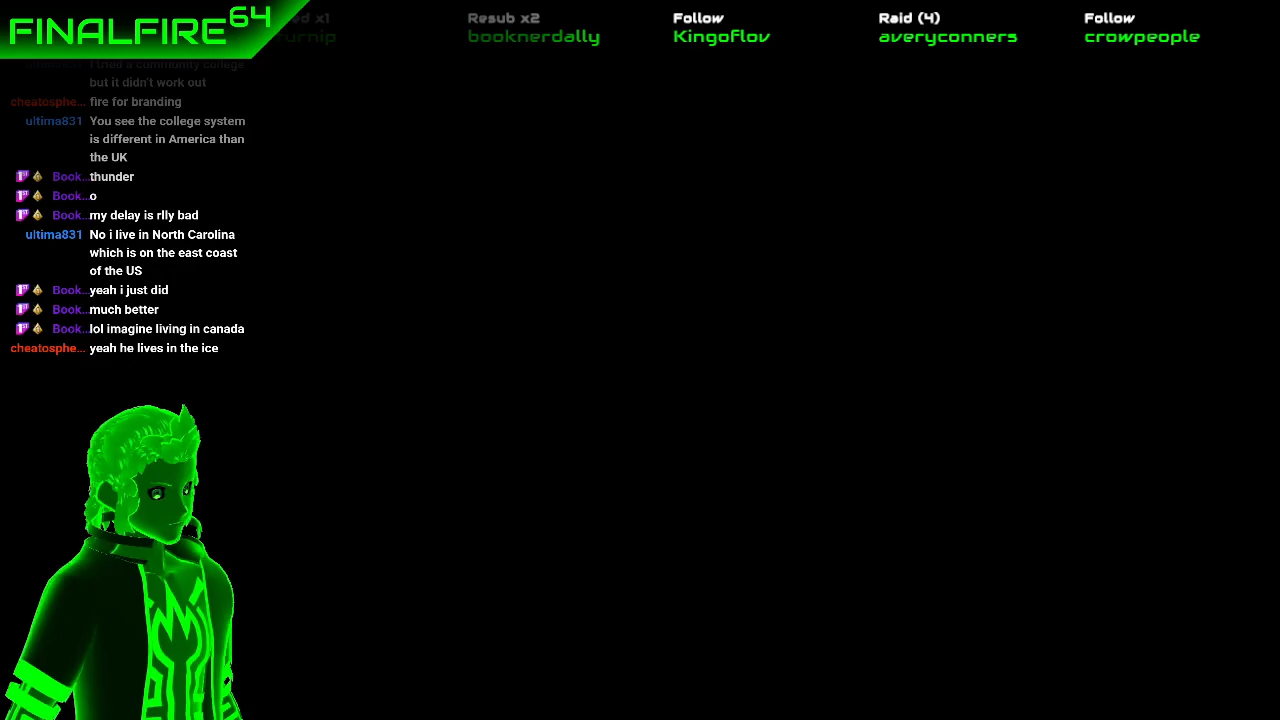 FINALFIRE64
Resub x2
booknerdally
Follow
KingofLov
Raid (4)
averyconners
Follow
crowpeople
I tried a community college
but it didn't work out
cheatosphe... fire for branding
ultima831 You see the college system
is different in America than
the UK
Book... thunder
Book... o
Book... my delay is rlly bad
ultima831 No i live in North Carolina
which is on the east coast
of the US
Book... yeah i just did
Book... much better
Book... lol imagine living in canada
cheatosphe... yeah he lives in the ice